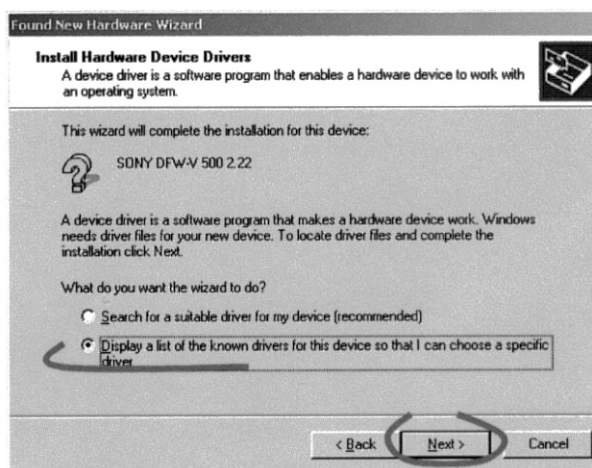 Found New Hardware Wizard
Install Hardware Device Drivers
A device driver is a software program that enables a hardware device to work with
an operating system.
This wizard will complete the installation for this device:
SONY DFW-V 500 2.22
A device driver is a software program that makes a hardware device work. Windows
needs driver files for your new device. To locate driver files and complete the
installation click Next.
What do you want the wizard to do?
Search for a suitable driver for my device (recommended)
Display a list of the known drivers for this device so that I can choose a specific
driver
< Back Next > Cancel